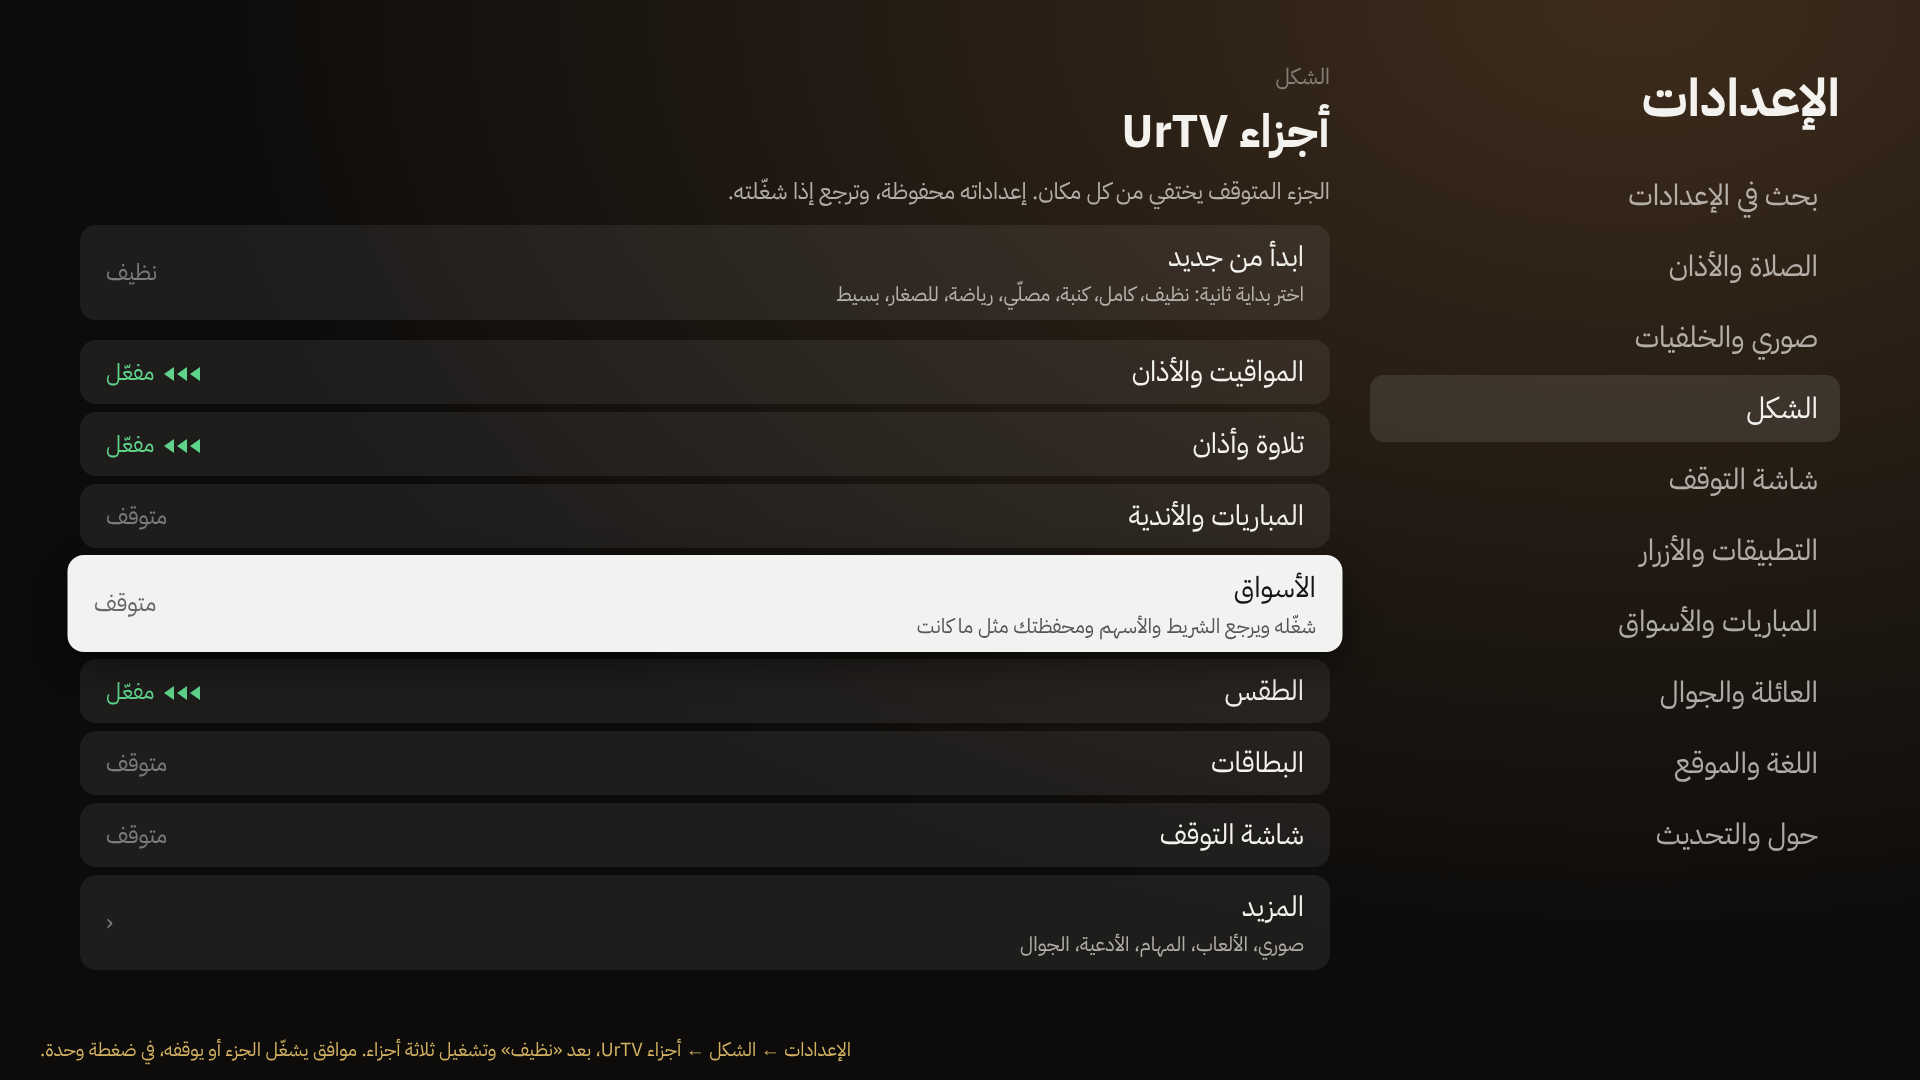 الإعدادات
بحث في الإعدادات
الصلاة والأذان
صوري والخلفيات
الشكل
شاشة التوقف
التطبيقات والأزرار
المباريات والأسواق
العائلة والجوال
اللغة والموقع
حول والتحديث
الشكل
أجزاء UrTV
الجزء المتوقف يختفي من كل مكان. إعداداته محفوظة، وترجع إذا شغّلته.
ابدأ من جديد
نظيف
اختر بداية ثانية: نظيف، كامل، كنبة، مصلّي، رياضة، للصغار، بسيط
المواقيت والأذان
مفعّل
تلاوة وأذان
مفعّل
المباريات والأندية
متوقف
الأسواق
متوقف
شغّله ويرجع الشريط والأسهم ومحفظتك مثل ما كانت
الطقس
مفعّل
البطاقات
متوقف
شاشة التوقف
متوقف
المزيد
صوري، الألعاب، المهام، الأدعية، الجوال
الإعدادات ← الشكل ← أجزاء UrTV، بعد «نظيف» وتشغيل ثلاثة أجزاء. موافق يشغّل الجزء أو يوقفه، في ضغطة وحدة.